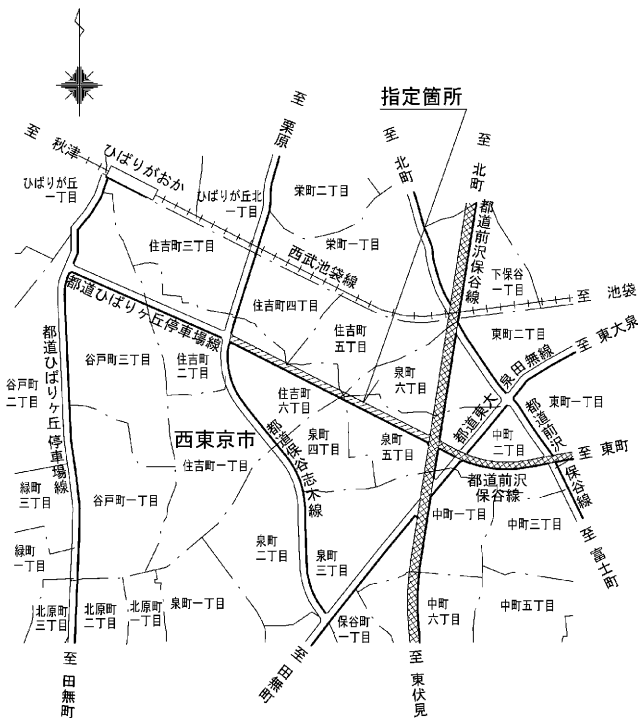 指定箇所
至 秋津
ひばりがおか
至 栗原
至 北町
至 北町
ひばりが丘
一丁目
ひばりが丘北
一丁目
栄町二丁目
栄町一丁目
住吉町三丁目
西武池袋線
都道前沢保谷線
下保谷
一丁目
至 池袋
都道ひばりヶ丘停車場線
住吉町四丁目
住吉町
五丁目
東町二丁目
至 東大泉
都道ひばりヶ丘停車場線
谷戸町
二丁目
谷戸町三丁目
住吉町
二丁目
住吉町
六丁目
泉町
六丁目
都道東大泉田無線
東町一丁目
都道前沢保谷線
西東京市
都道保谷志木線
泉町
四丁目
泉町
五丁目
中町
二丁目
至 東町
住吉町一丁目
都道前沢
保谷線
緑町
三丁目
谷戸町一丁目
中町一丁目
中町三丁目
至 富士町
緑町
一丁目
泉町
二丁目
泉町
三丁目
北原町
三丁目
北原町
二丁目
北原町
一丁目
泉町一丁目
保谷町
一丁目
中町
六丁目
中町五丁目
至 田無町
至 田無町
至 東伏見